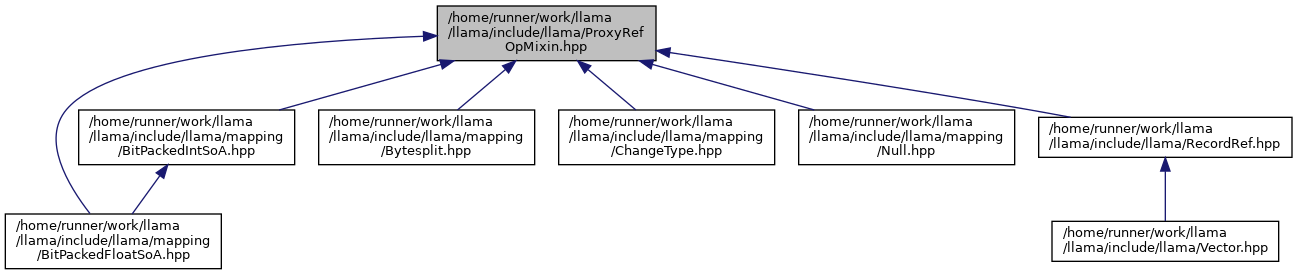 /home/runner/work/llama
/llama/include/llama/ProxyRef
OpMixin.hpp
/home/runner/work/llama
/llama/include/llama/mapping
/BitPackedIntSoA.hpp
/home/runner/work/llama
/llama/include/llama/mapping
/Bytesplit.hpp
/home/runner/work/llama
/llama/include/llama/mapping
/ChangeType.hpp
/home/runner/work/llama
/llama/include/llama/mapping
/Null.hpp
/home/runner/work/llama
/llama/include/llama/RecordRef.hpp
/home/runner/work/llama
/llama/include/llama/mapping
/BitPackedFloatSoA.hpp
/home/runner/work/llama
/llama/include/llama/Vector.hpp